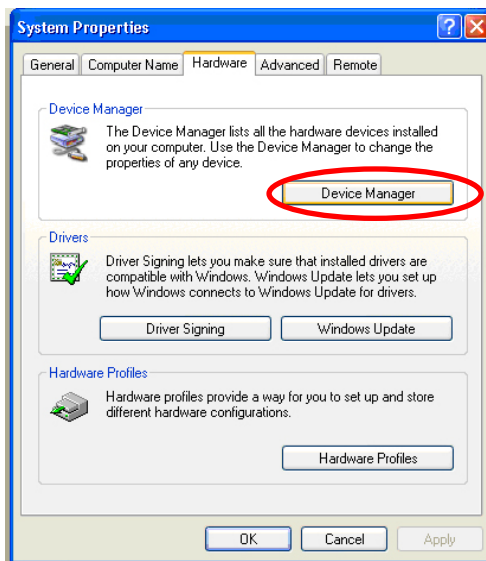 System Properties
?
General Computer Name Hardware Advanced Remote
Device Manager
The Device Manager lists all the hardware devices installed
on your computer. Use the Device Manager to change the
properties of any device.
Device Manager
Drivers
Driver Signing lets you make sure that installed drivers are
compatible with Windows. Windows Update lets you set up
how Windows connects to Windows Update for drivers.
Driver Signing Windows Update
Hardware Profiles
Hardware profiles provide a way for you to set up and store
different hardware configurations.
Hardware Profiles
OK Cancel Apply